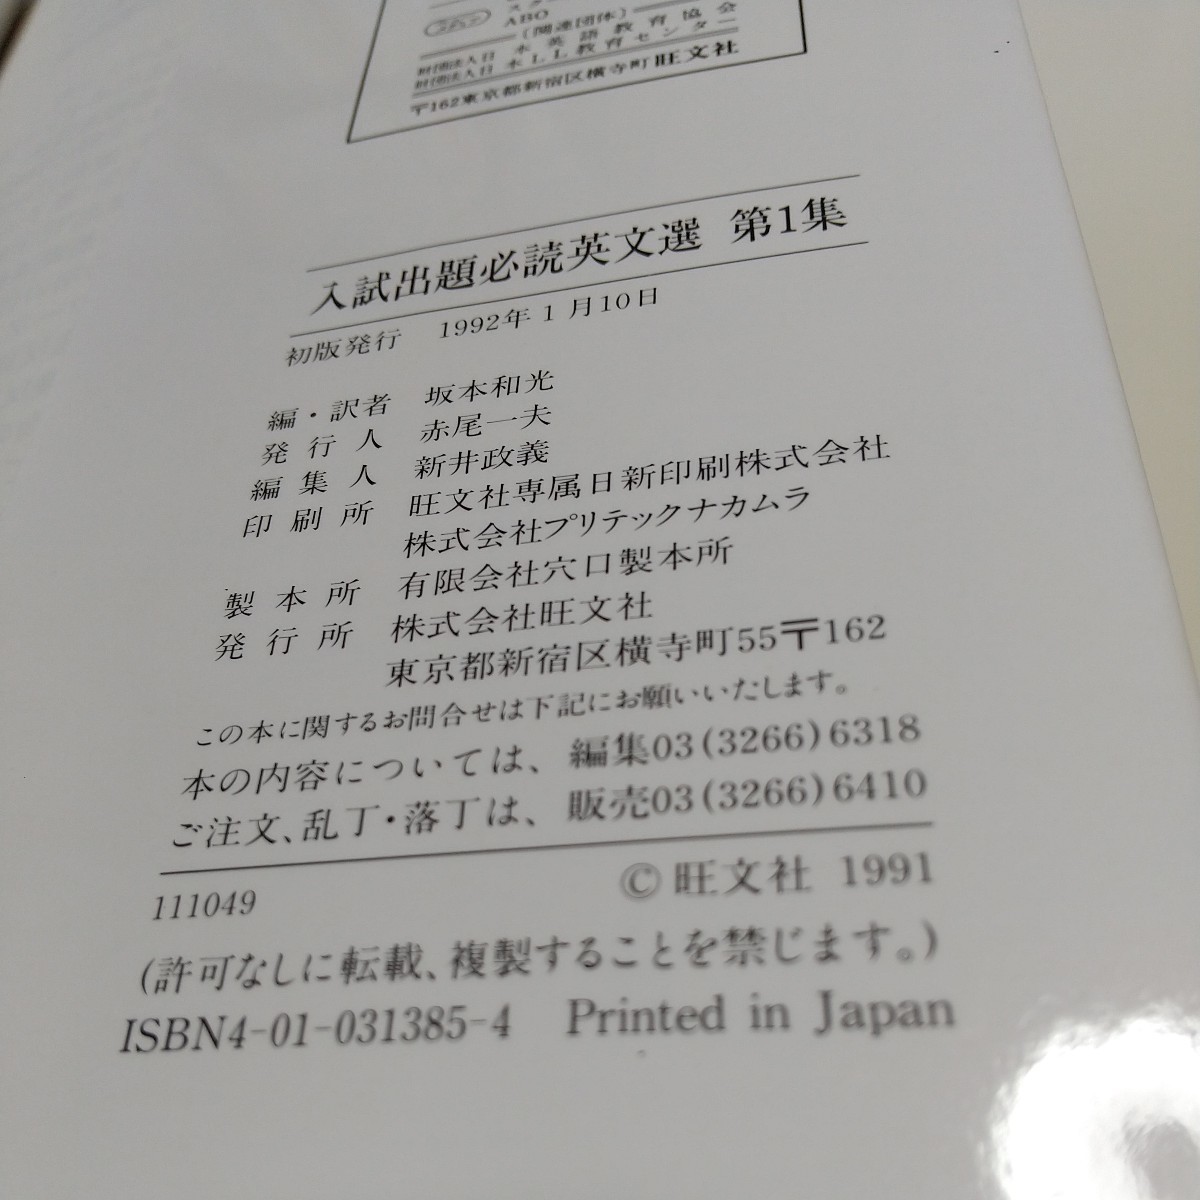 ABO
〔関連団体〕
財団法人日本英語教育協会
財団法人日本LL教育センター
〒162東京都新宿区横寺町 旺文社
入試出題必読英文選 第1集
初版発行 1992年1月10日
編・訳者 坂本和光
発行人 赤尾一夫
編集人 新井政義
印刷所 旺文社専属日新印刷株式会社
株式会社プリテックナカムラ
製本所 有限会社穴口製本所
発行所 株式会社旺文社
東京都新宿区横寺町55〒162
この本に関するお問合せは下記にお願いいたします。
本の内容については、編集03(3266)6318
ご注文、乱丁・落丁は、販売03(3266)6410
111049 ©旺文社 1991
(許可なしに転載、複製することを禁じます。)
ISBN4-01-031385-4 Printed in Japan